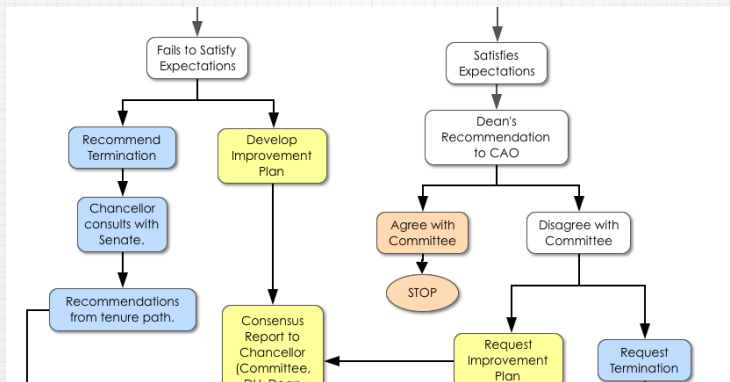 Fails to Satisfy
Expectations
Satisfies
Expectations
Dean's
Recommendation
to CAO
Recommend
Termination
Develop
Improvement
Plan
Chancellor
consults with
Senate.
Agree with
Committee
Disagree with
Committee
STOP
Recommendations
from tenure path.
Consensus
Report to
Chancellor
(Committee,
Request
Improvement
Plan
Request
Termination